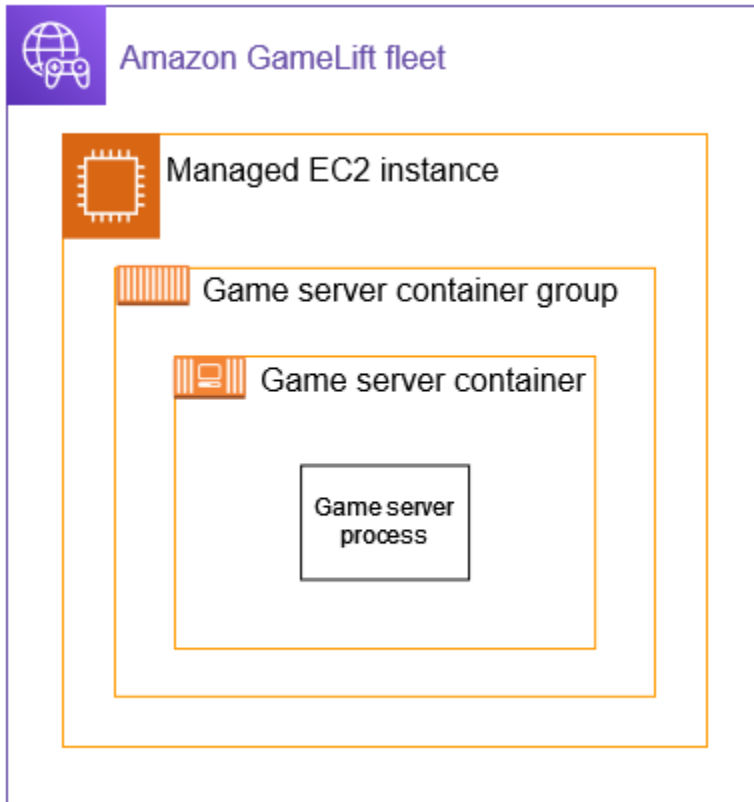 Amazon GameLift fleet
Managed EC2 instance
Game server container group
Game server container
Game server
process